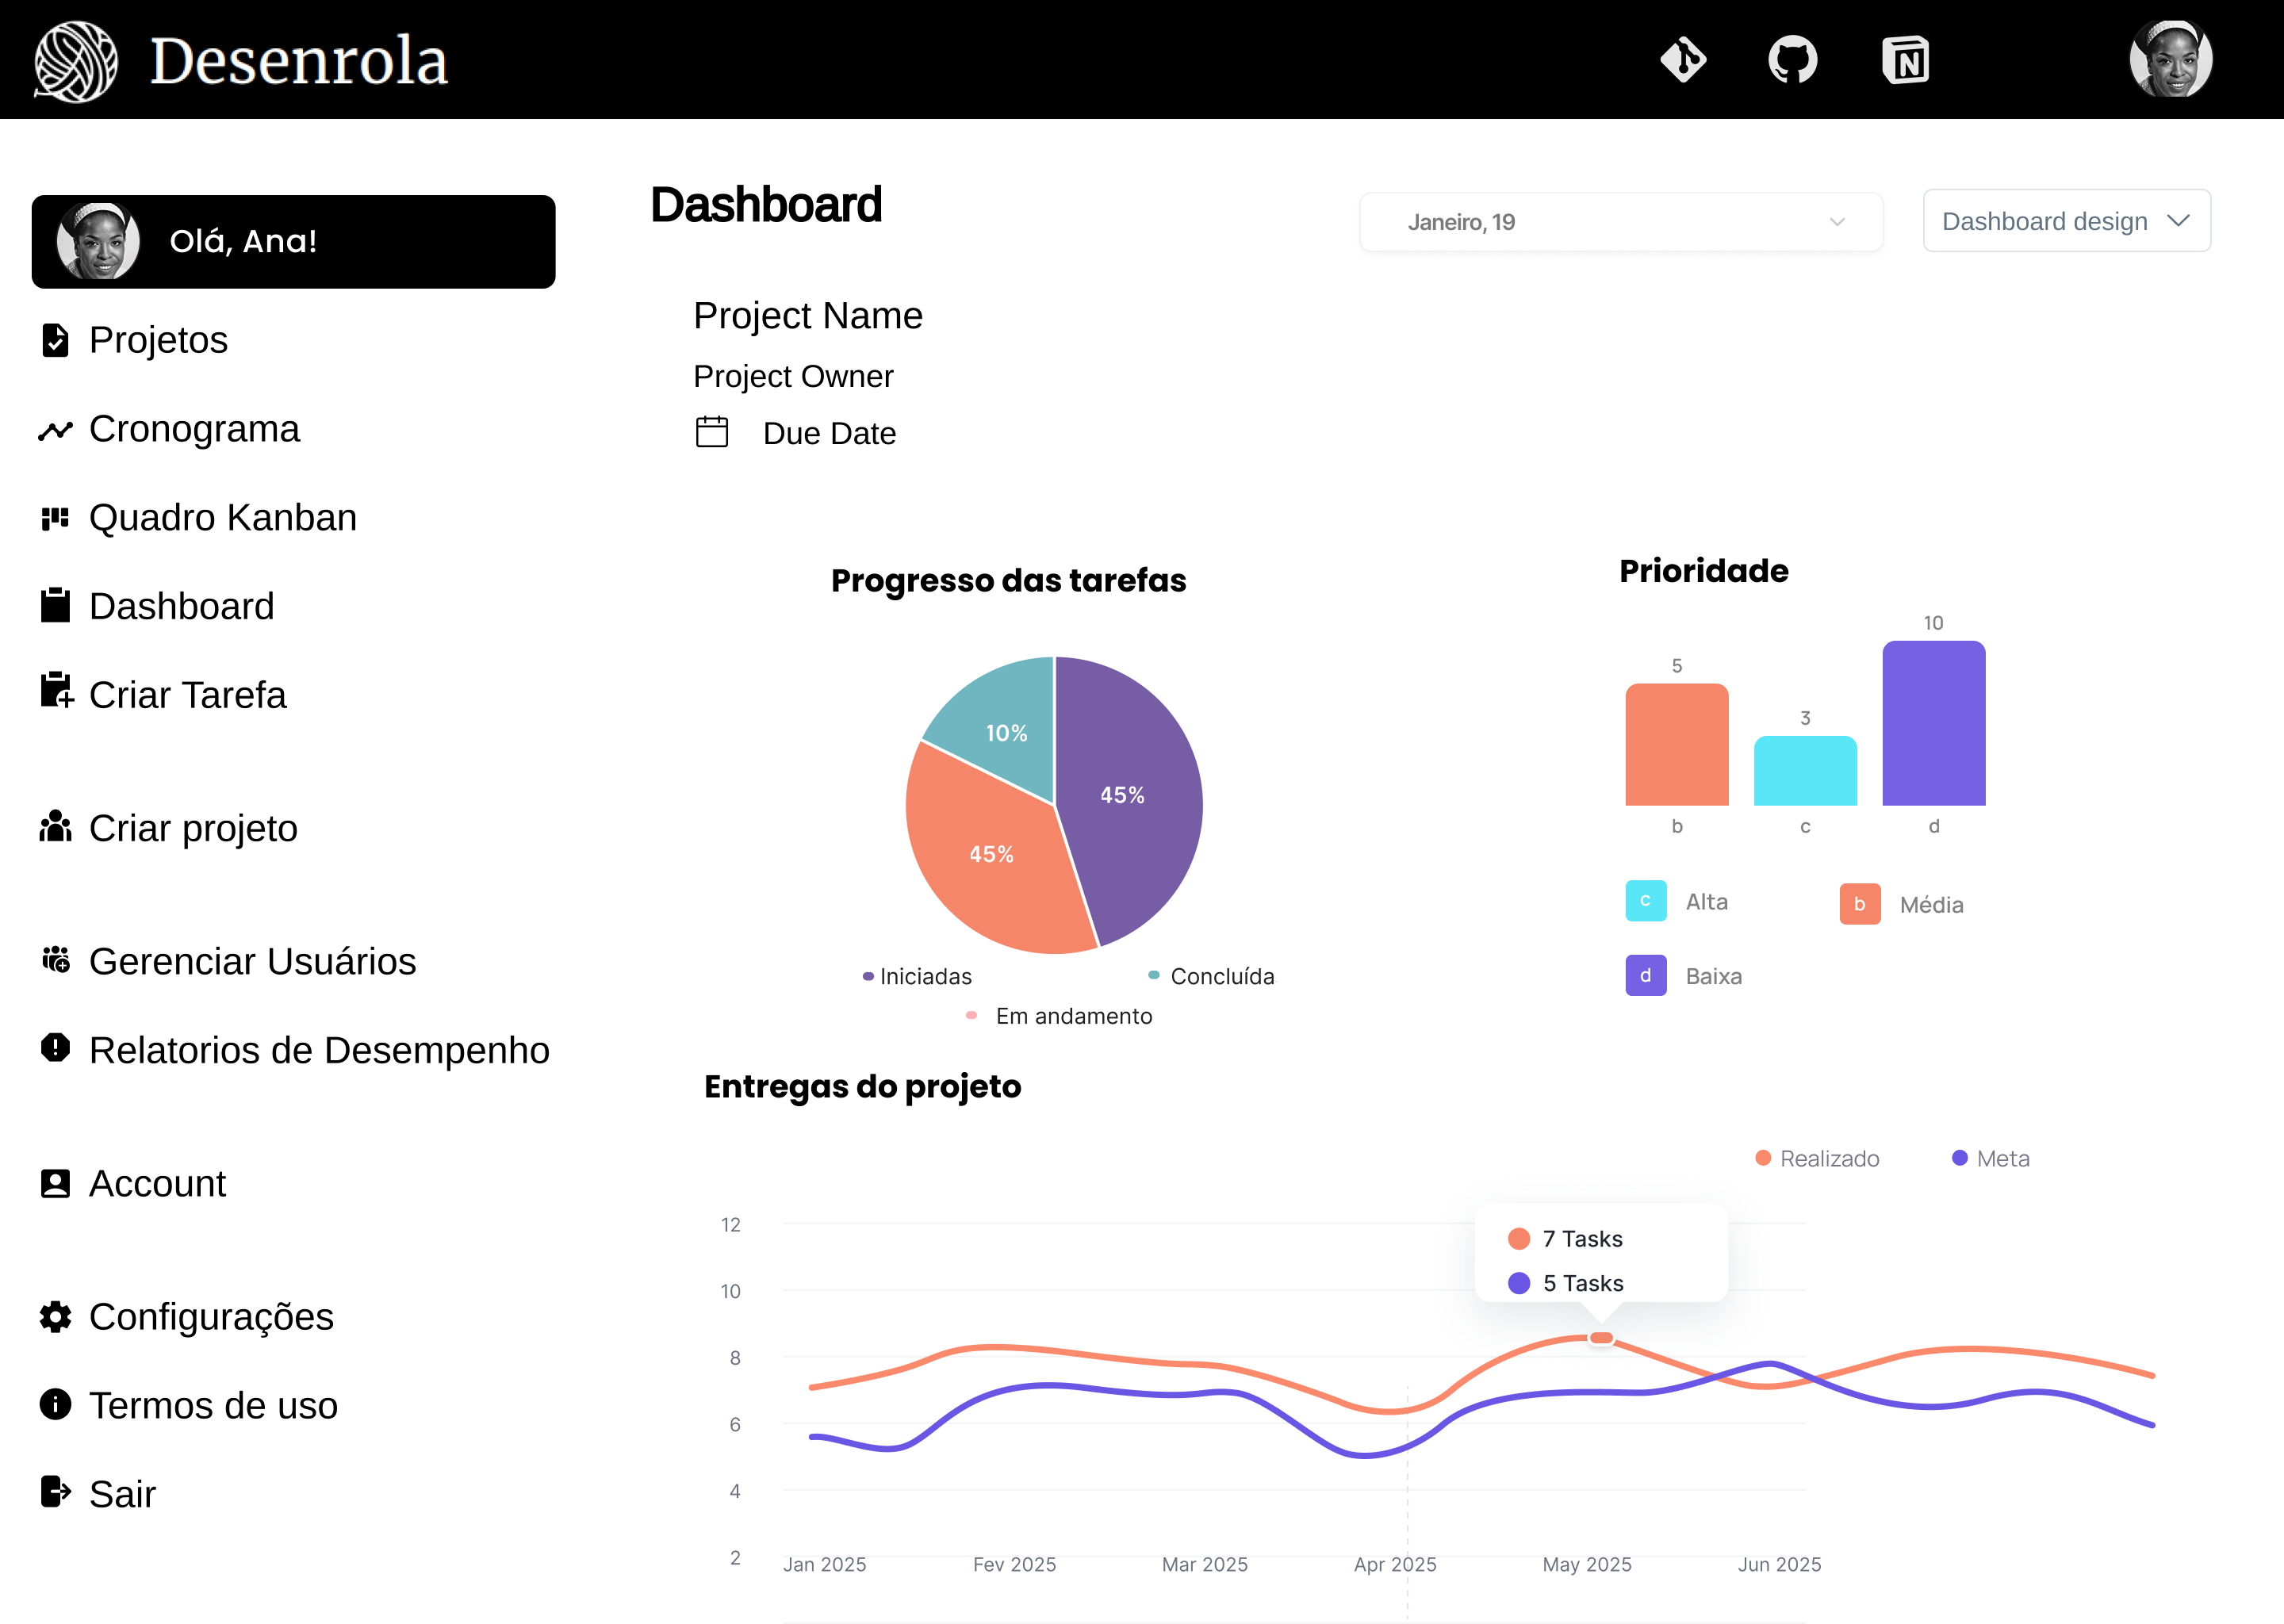 Desenrola
N
Olá, Ana!
Projetos
Cronograma
Quadro Kanban
Dashboard
Criar Tarefa
Criar projeto
Gerenciar Usuários
Relatorios de Desempenho
Account
Configurações
Termos de uso
Sair
Dashboard
Janeiro, 19
Dashboard design
Project Name
Project Owner
Due Date
Progresso das tarefas
10%
45%
45%
Iniciadas
Concluída
Em andamento
Prioridade
10
5
3
b
c
d
c Alta
b Média
d Baixa
Entregas do projeto
Realizado
Meta
7 Tasks
5 Tasks
12
10
8
6
4
2
Jan 2025
Fev 2025
Mar 2025
Apr 2025
May 2025
Jun 2025